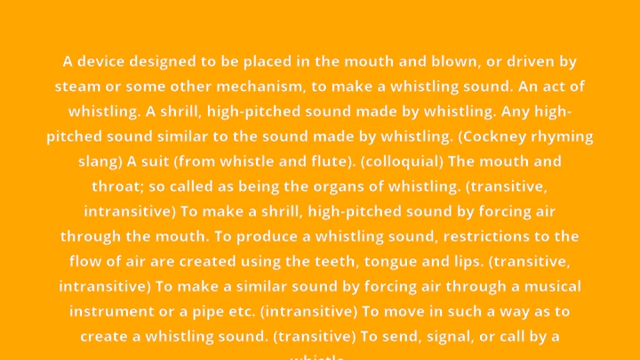 A device designed to be placed in the mouth and blown, or driven by
steam or some other mechanism, to make a whistling sound. An act of
whistling. A shrill, high-pitched sound made by whistling. Any high-
pitched sound similar to the sound made by whistling. (Cockney rhyming
slang) A suit (from whistle and flute). (colloquial) The mouth and
throat; so called as being the organs of whistling. (transitive,
intransitive) To make a shrill, high-pitched sound by forcing air
through the mouth. To produce a whistling sound, restrictions to the
flow of air are created using the teeth, tongue and lips. (transitive,
intransitive) To make a similar sound by forcing air through a musical
instrument or a pipe etc. (intransitive) To move in such a way as to
create a whistling sound. (transitive) To send, signal, or call by a
whistle